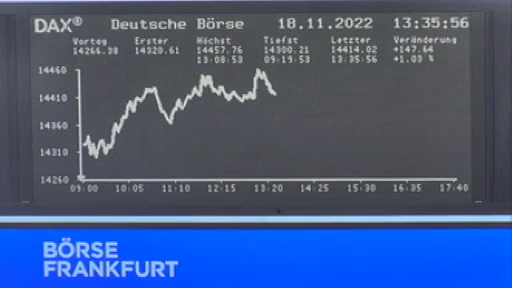 DAX® Deutsche Börse 18.11.2022 13:35:56
Vortag Erster Höchst Tiefst Letzter Veränderung
14266.38 14320.61 14457.76 14300.21 14414.02 +147.64
13:08:53 09:19:53 13:35:56 +1.03 %
14460
14410
14360
14310
14260
09:00 10:05 11:10 12:15 13:20 14:25 15:30 16:35 17:40
BÖRSE
FRANKFURT